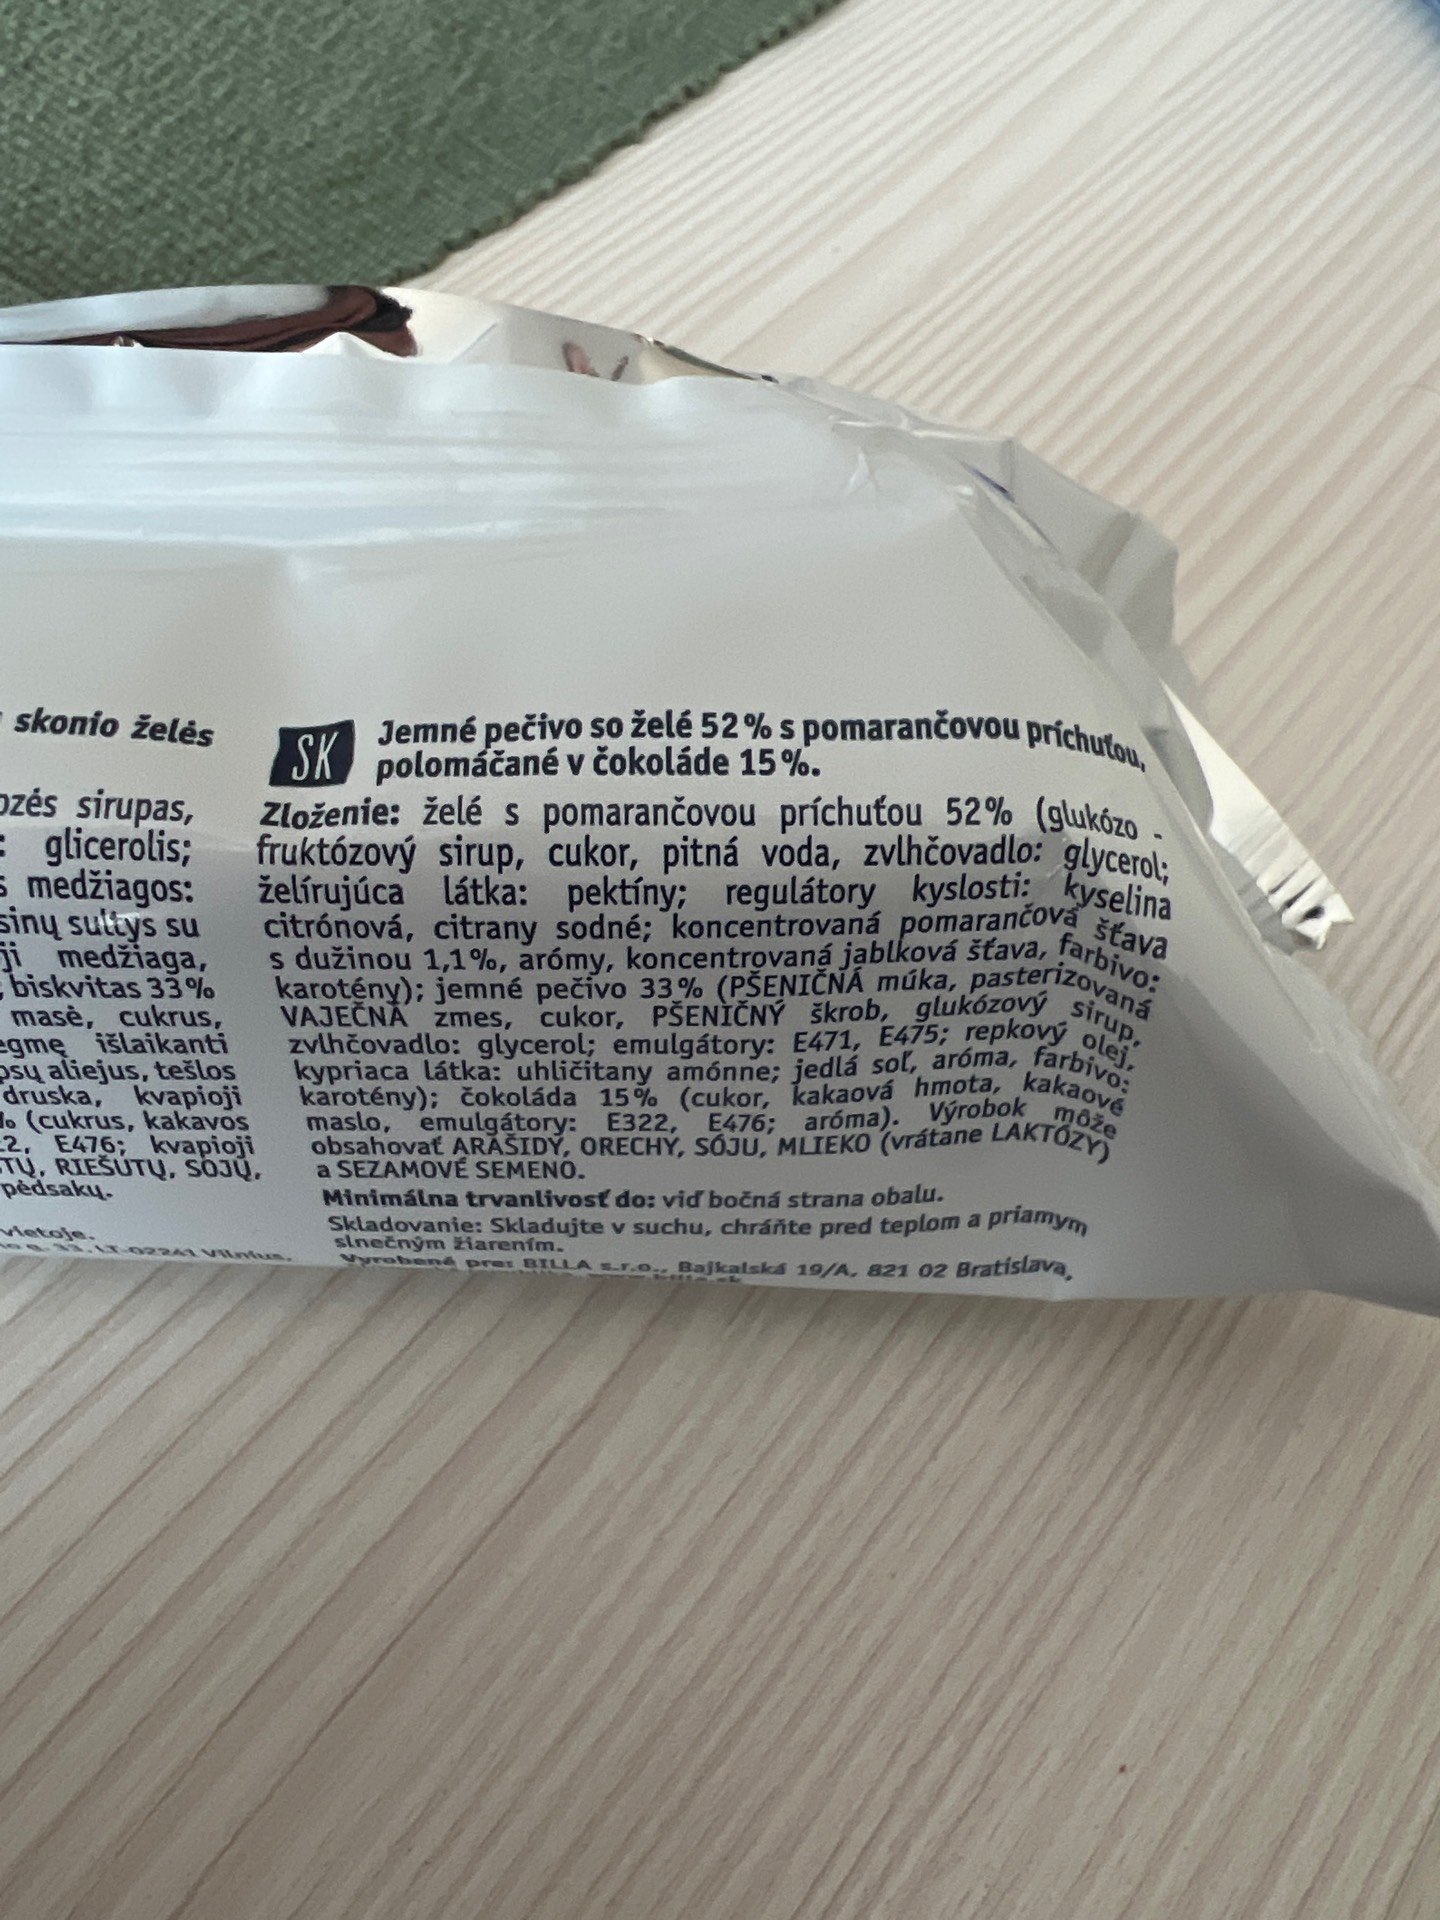 skonio želės
sirupas,
glicerolis;
medžiagos:
sultys su
medžiaga,
biskvitas 33%
masė, cukrus,
išlaikanti
aliejus, tešlos
druska, kvapioji
(cukrus, kakavos
E476; kvapioji
RIEŠUTŲ, SOJŲ,
pėdsakų.
vietoje.
33, LT-02241 Vilnius.
SK
Jemné pečivo so želé 52% s pomarančovou príchuťou,
polomáčané v čokoláde 15%.
Zloženie: želé s pomarančovou príchuťou 52% (glukózo -
fruktózový sirup, cukor, pitná voda, zvlhčovadlo: glycerol;
želírujúca látka: pektíny; regulátory kyslosti: kyselina
citrónová, citrany sodné; koncentrovaná pomarančová šťava
s dužinou 1,1%, arómy, koncentrovaná jablková šťava, farbivo:
karotény); jemné pečivo 33% (PŠENIČNÁ múka, pasterizovaná
VAJEČNÁ zmes, cukor, PŠENIČNÝ škrob, glukózový sirup,
zvlhčovadlo: glycerol; emulgátory: E471, E475; repkový olej,
kypriaca látka: uhličitany amónne; jedlá soľ, aróma, farbivo:
karotény); čokoláda 15% (cukor, kakaová hmota, kakaové
maslo, emulgátory: E322, E476; aróma). Výrobok môže
obsahovať ARAŠIDY, ORECHY, SÓJU, MLIEKO (vrátane LAKTÓZY)
a SEZAMOVÉ SEMENO.
Minimálna trvanlivosť do: viď bočná strana obalu.
Skladovanie: Skladujte v suchu, chráňte pred teplom a priamym
slnečným žiarením.
Vyrobené pre: BILLA s.r.o., Bajkalská 19/A, 821 02 Bratislava,